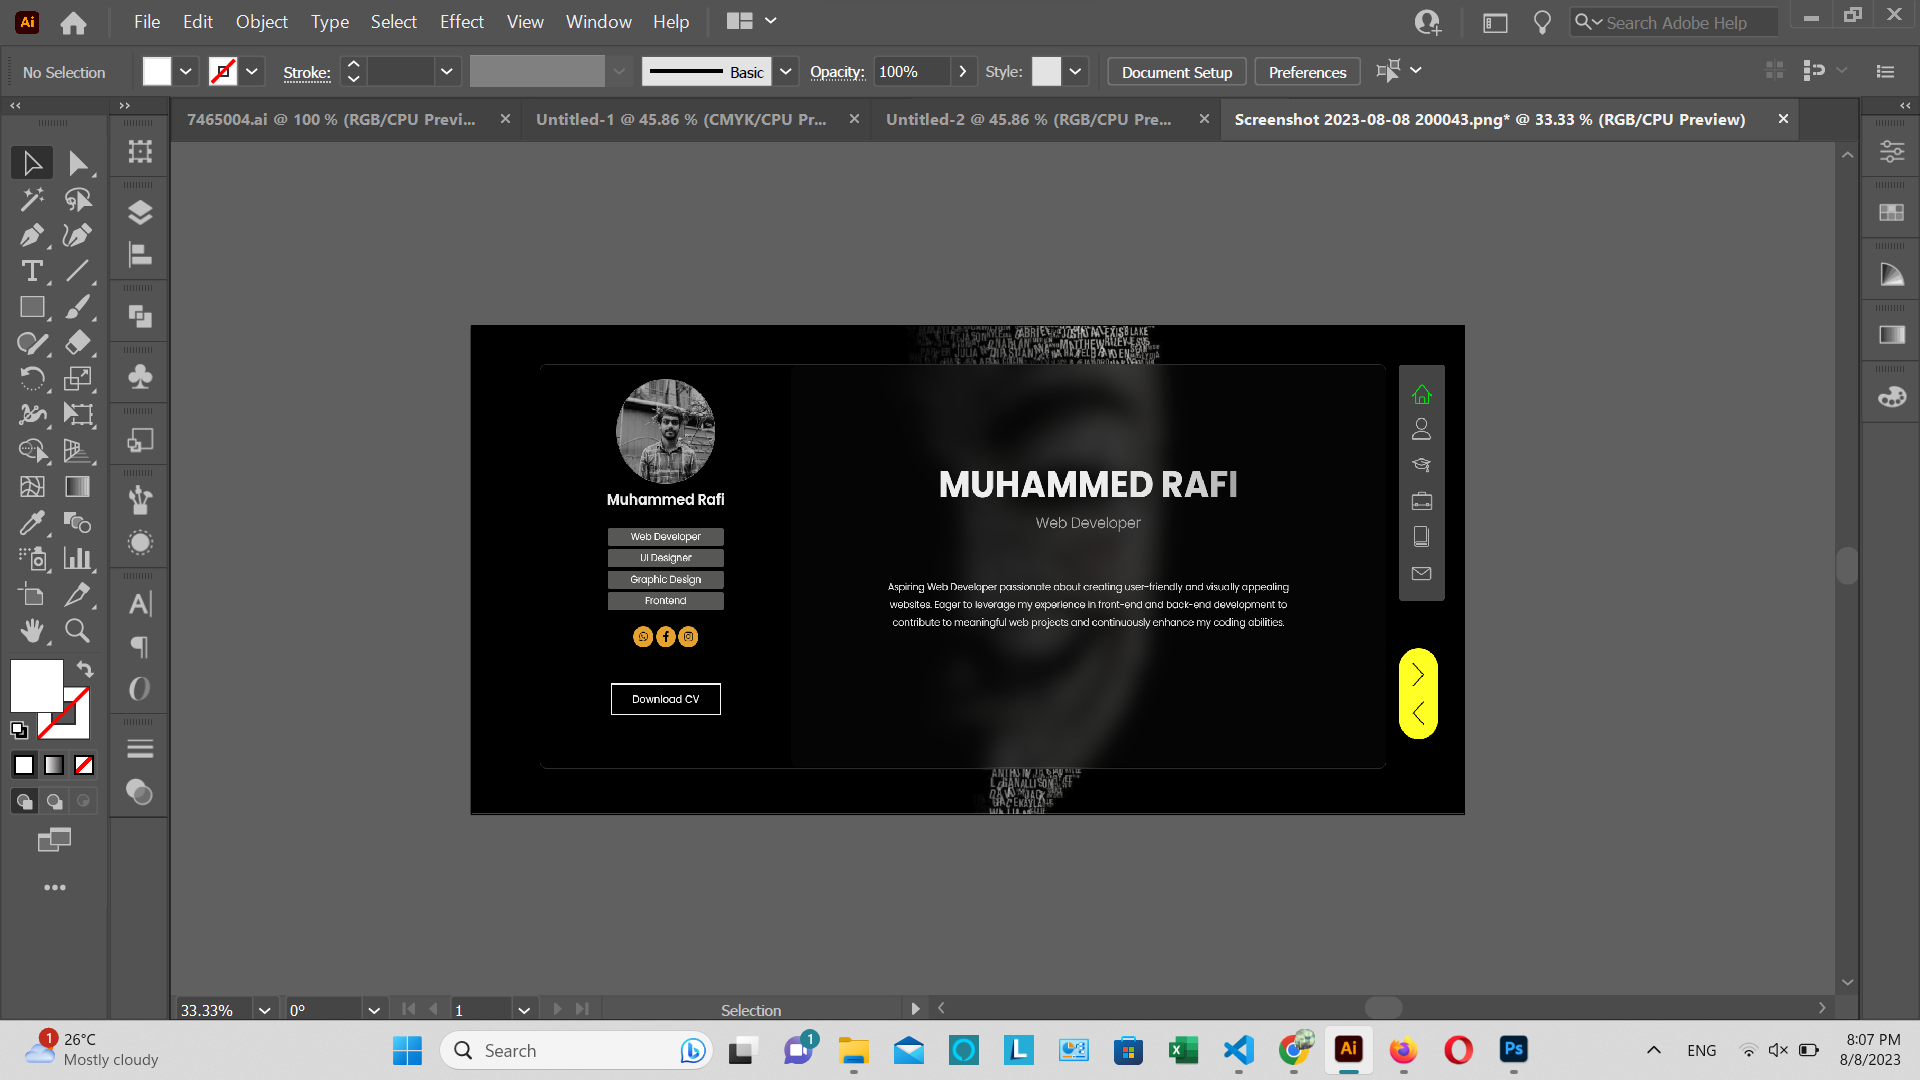 Ai File Edit Object Type Select Effect View Window Help Search Adobe Help
No Selection Stroke: Basic Opacity: 100% Style: Document Setup Preferences
7465004.ai @ 100 % (RGB/CPU Previ... Untitled-1 @ 45.86 % (CMYK/CPU Pr... Untitled-2 @ 45.86 % (RGB/CPU Pre... Screenshot 2023-08-08 200043.png* @ 33.33 % (RGB/CPU Preview)
Muhammed Rafi
Web Developer
UI Designer
Graphic Design
Frontend
Download CV
MUHAMMED RAFI
Web Developer
Aspiring Web Developer passionate about creating user-friendly and visually appealing
websites. Eager to leverage my experience in front-end and back-end development to
contribute to meaningful web projects and continuously enhance my coding abilities.
33.33% 0° 1 Selection
1 26°C
Mostly cloudy
Search
1
L
Ai
Ps
ENG
8:07 PM
8/8/2023